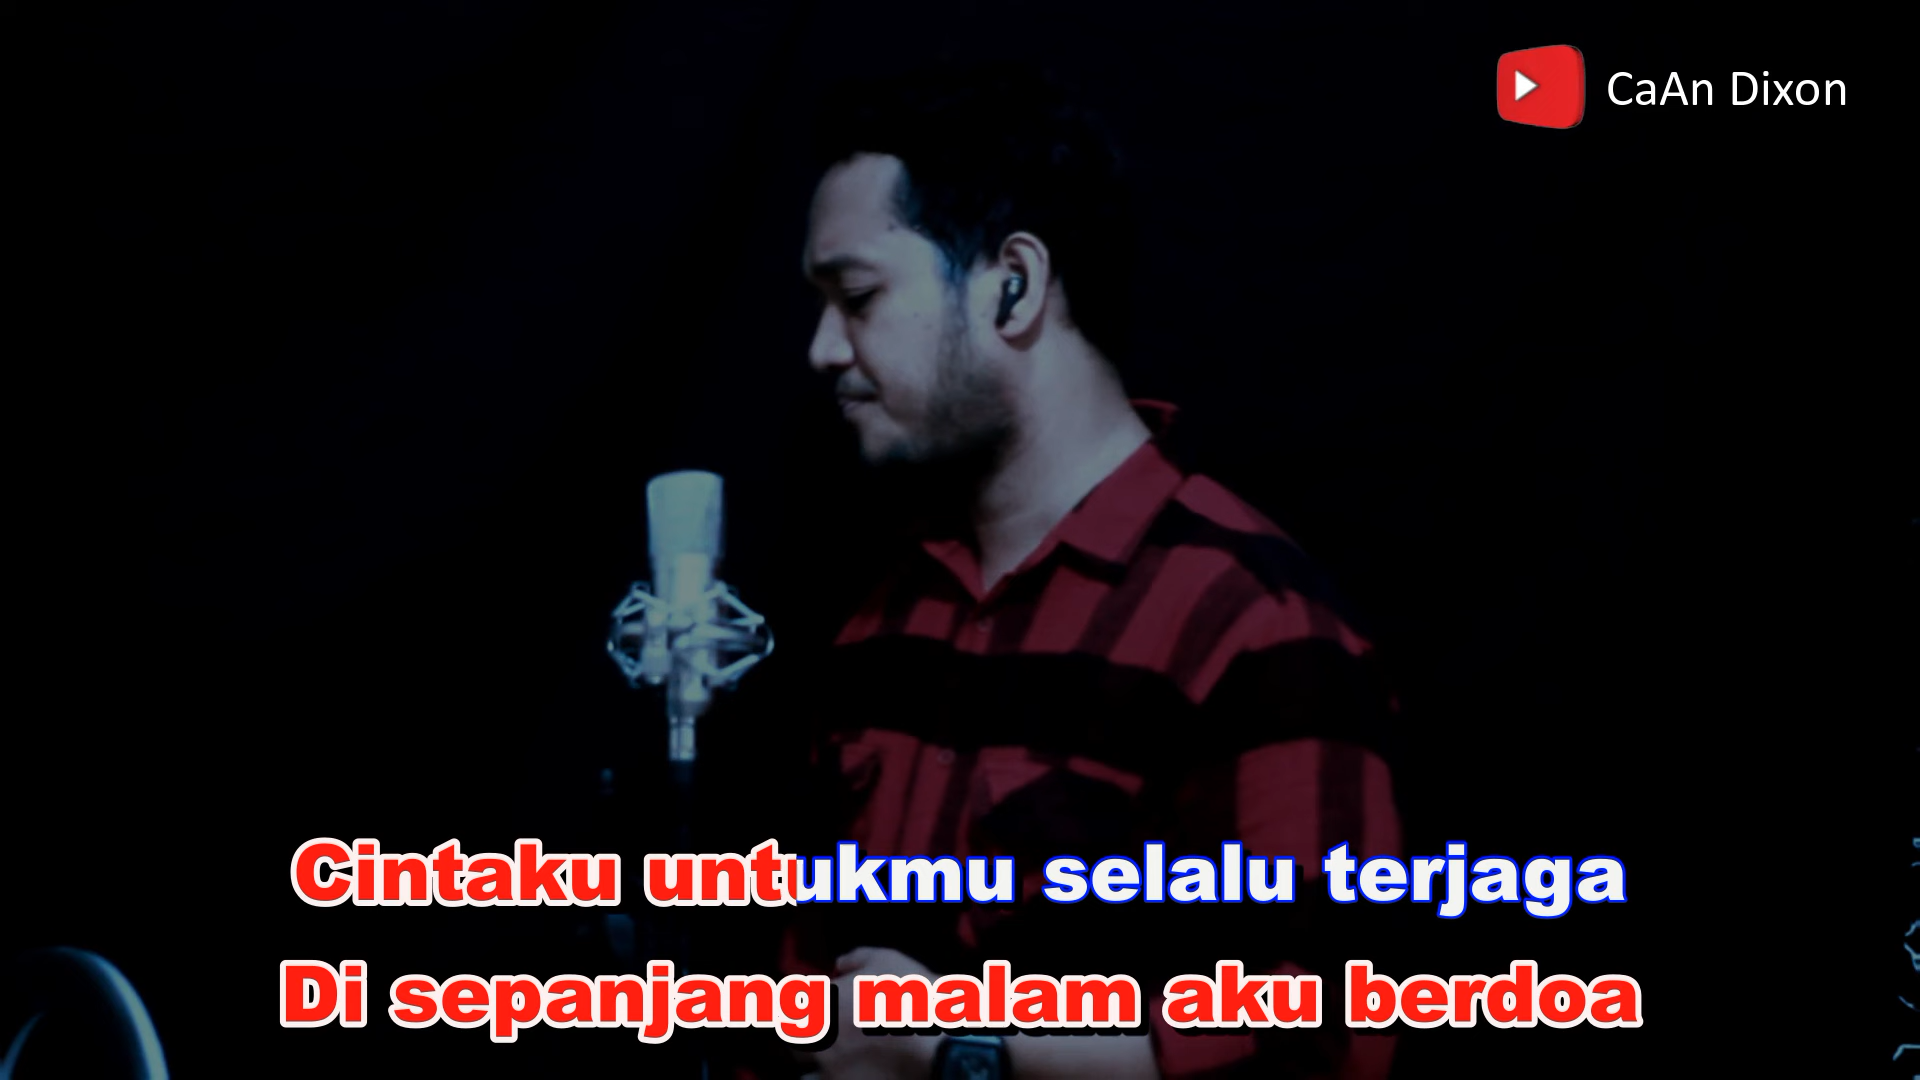 CaAn Dixon
Cintaku untukmu selalu terjaga
Di sepanjang malam aku berdoa